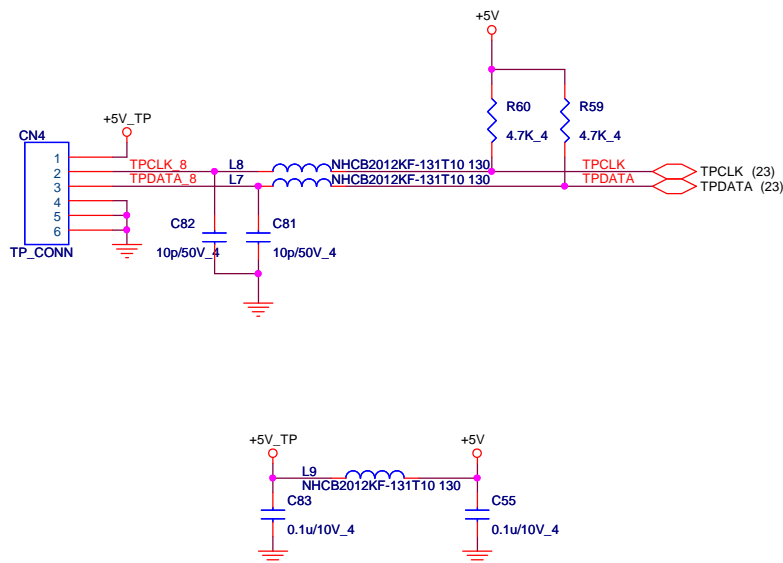 +5V
+5V_TP
CN4
R60
R59
4.7K_4
4.7K_4
1
2
3
4
5
6
TPCLK_8
L8
NHCB2012KF-131T10 130
TPCLK
TPCLK (23)
TPDATA_8
L7
NHCB2012KF-131T10 130
TPDATA
TPDATA (23)
C82
C81
10p/50V_4
10p/50V_4
TP_CONN
+5V_TP
+5V
L9
NHCB2012KF-131T10 130
C83
C55
0.1u/10V_4
0.1u/10V_4